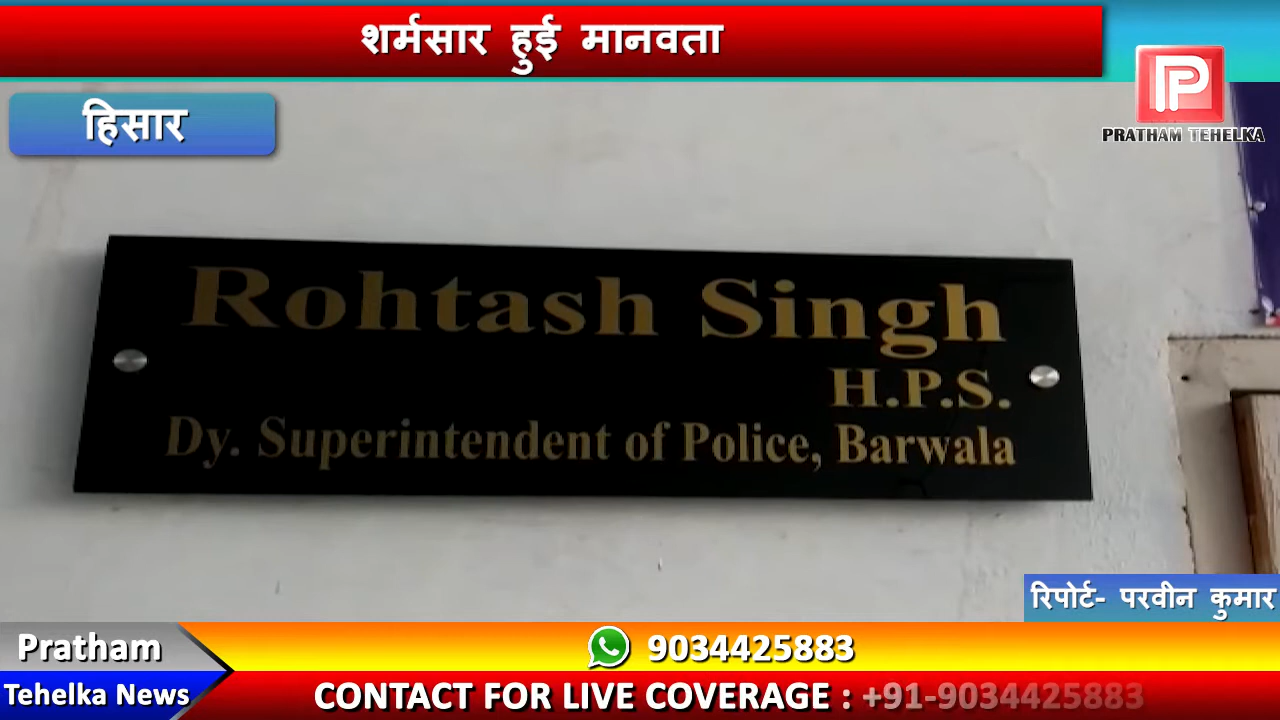 शर्मसार हुई मानवता
हिसार
PRATHAM TEHELKA
Rohtash Singh
H.P.S.
Dy. Superintendent of Police, Barwala
रिपोर्ट- परवीन कुमार
Pratham
9034425883
Tehelka News
CONTACT FOR LIVE COVERAGE : +91-9034425883